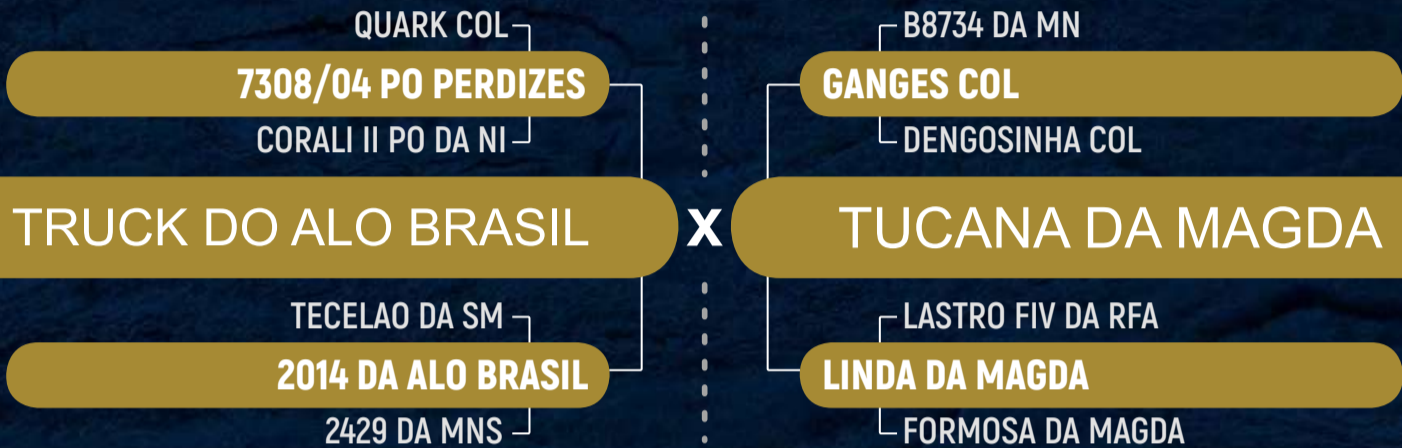 QUARK COL
7308/04 PO PERDIZES
CORALI II PO DA NI
TRUCK DO ALO BRASIL
TECELAO DA SM
2014 DA ALO BRASIL
2429 DA MNS
X
B8734 DA MN
GANGES COL
DENGOSINHA COL
TUCANA DA MAGDA
LASTRO FIV DA RFA
LINDA DA MAGDA
FORMOSA DA MAGDA